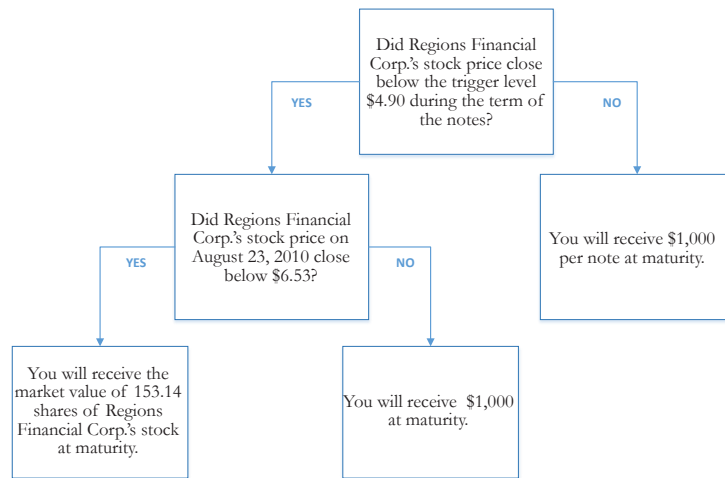 Did Regions Financial
Corp.'s stock price close
below the trigger level
$4.90 during the term of
the notes?
YES
NO
Did Regions Financial
Corp.'s stock price on
August 23, 2010 close
below $6.53?
You will receive $1,000
per note at maturity.
YES
NO
You will receive the
market value of 153.14
shares of Regions
Financial Corp.'s stock
at maturity.
You will receive $1,000
at maturity.